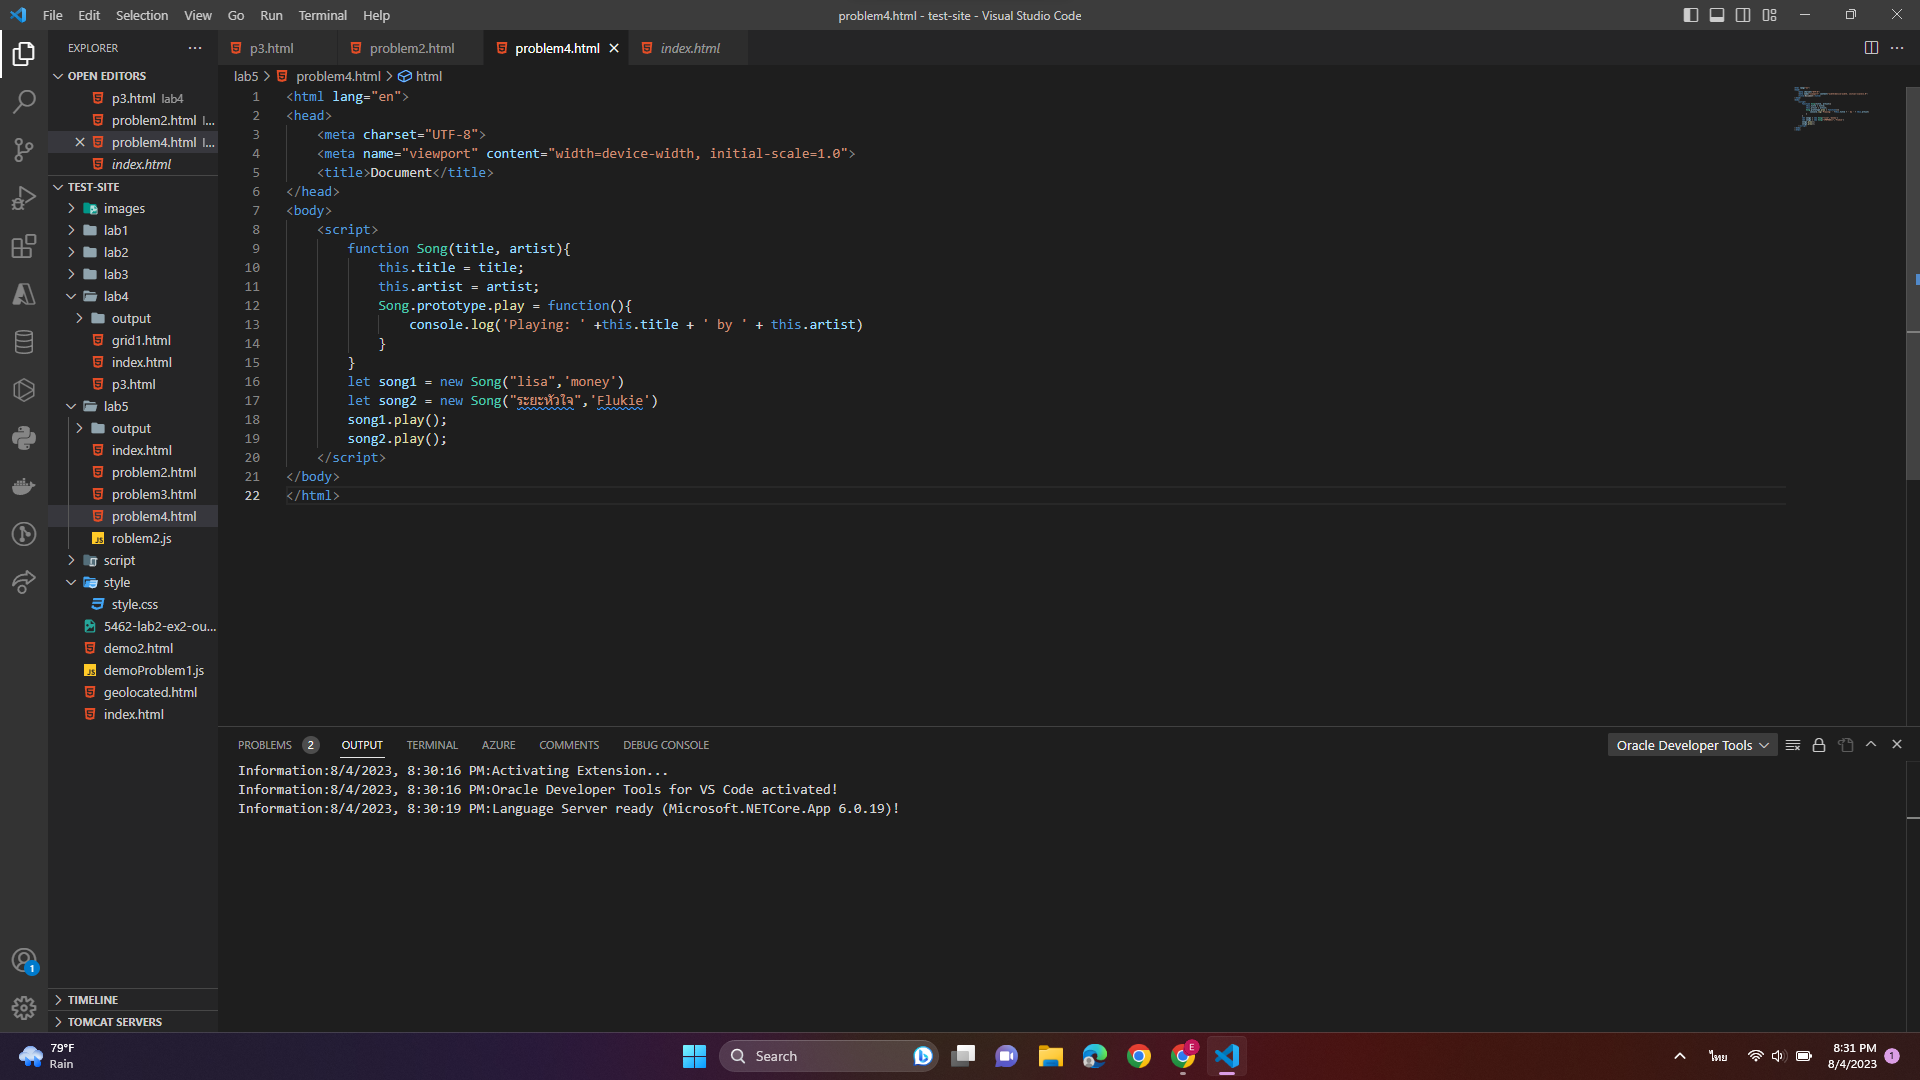 File Edit Selection View Go Run Terminal Help
problem4.html - test-site - Visual Studio Code
EXPLORER
p3.html problem2.html problem4.html index.html
lab5 > problem4.html > html
OPEN EDITORS
p3.html lab4
problem2.html l...
problem4.html l...
index.html
TEST-SITE
images
lab1
lab2
lab3
lab4
output
grid1.html
index.html
p3.html
lab5
output
index.html
problem2.html
problem3.html
problem4.html
JS roblem2.js
script
style
style.css
5462-lab2-ex2-ou...
demo2.html
JS demoProblem1.js
geolocated.html
index.html
TIMELINE
TOMCAT SERVERS
1 <html lang="en">
2 <head>
3 <meta charset="UTF-8">
4 <meta name="viewport" content="width=device-width, initial-scale=1.0">
5 <title>Document</title>
6 </head>
7 <body>
8 <script>
9 function Song(title, artist){
10 this.title = title;
11 this.artist = artist;
12 Song.prototype.play = function(){
13 console.log('Playing: ' +this.title + ' by ' + this.artist)
14 }
15 }
16 let song1 = new Song("lisa",'money')
17 let song2 = new Song("ระยะหัวใจ",'Flukie')
18 song1.play();
19 song2.play();
20 </script>
21 </body>
22 </html>
PROBLEMS 2 OUTPUT TERMINAL AZURE COMMENTS DEBUG CONSOLE
Oracle Developer Tools
Information:8/4/2023, 8:30:16 PM:Activating Extension...
Information:8/4/2023, 8:30:16 PM:Oracle Developer Tools for VS Code activated!
Information:8/4/2023, 8:30:19 PM:Language Server ready (Microsoft.NETCore.App 6.0.19)!
1
79°F
Rain
Search
E
ไทย
8:31 PM
8/4/2023
1